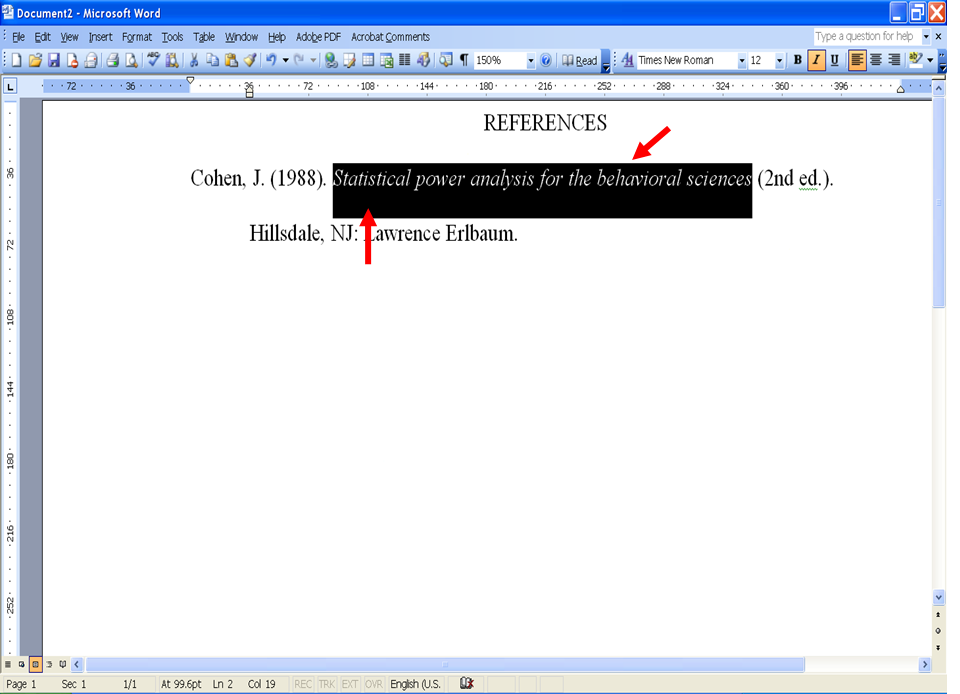 Document2 - Microsoft Word
File Edit View Insert Format Tools Table Window Help Adobe PDF Acrobat Comments Type a question for help
150% Read Times New Roman 12 B I U
L 72 36 36 72 108 144 180 216 252 288 324 360 396
REFERENCES
Cohen, J. (1988). Statistical power analysis for the behavioral sciences (2nd ed.).
Hillsdale, NJ: Lawrence Erlbaum.
36
72
108
144
180
216
252
Page 1 Sec 1 1/1 At 99.6pt Ln 2 Col 19 REC TRK EXT OVR English (U.S.